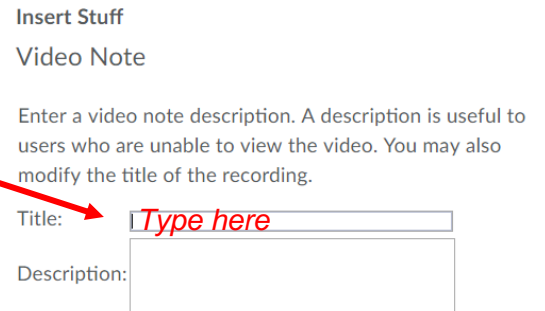 Insert Stuff
Video Note
Enter a video note description. A description is useful to
users who are unable to view the video. You may also
modify the title of the recording.
Title: Type here
Description: